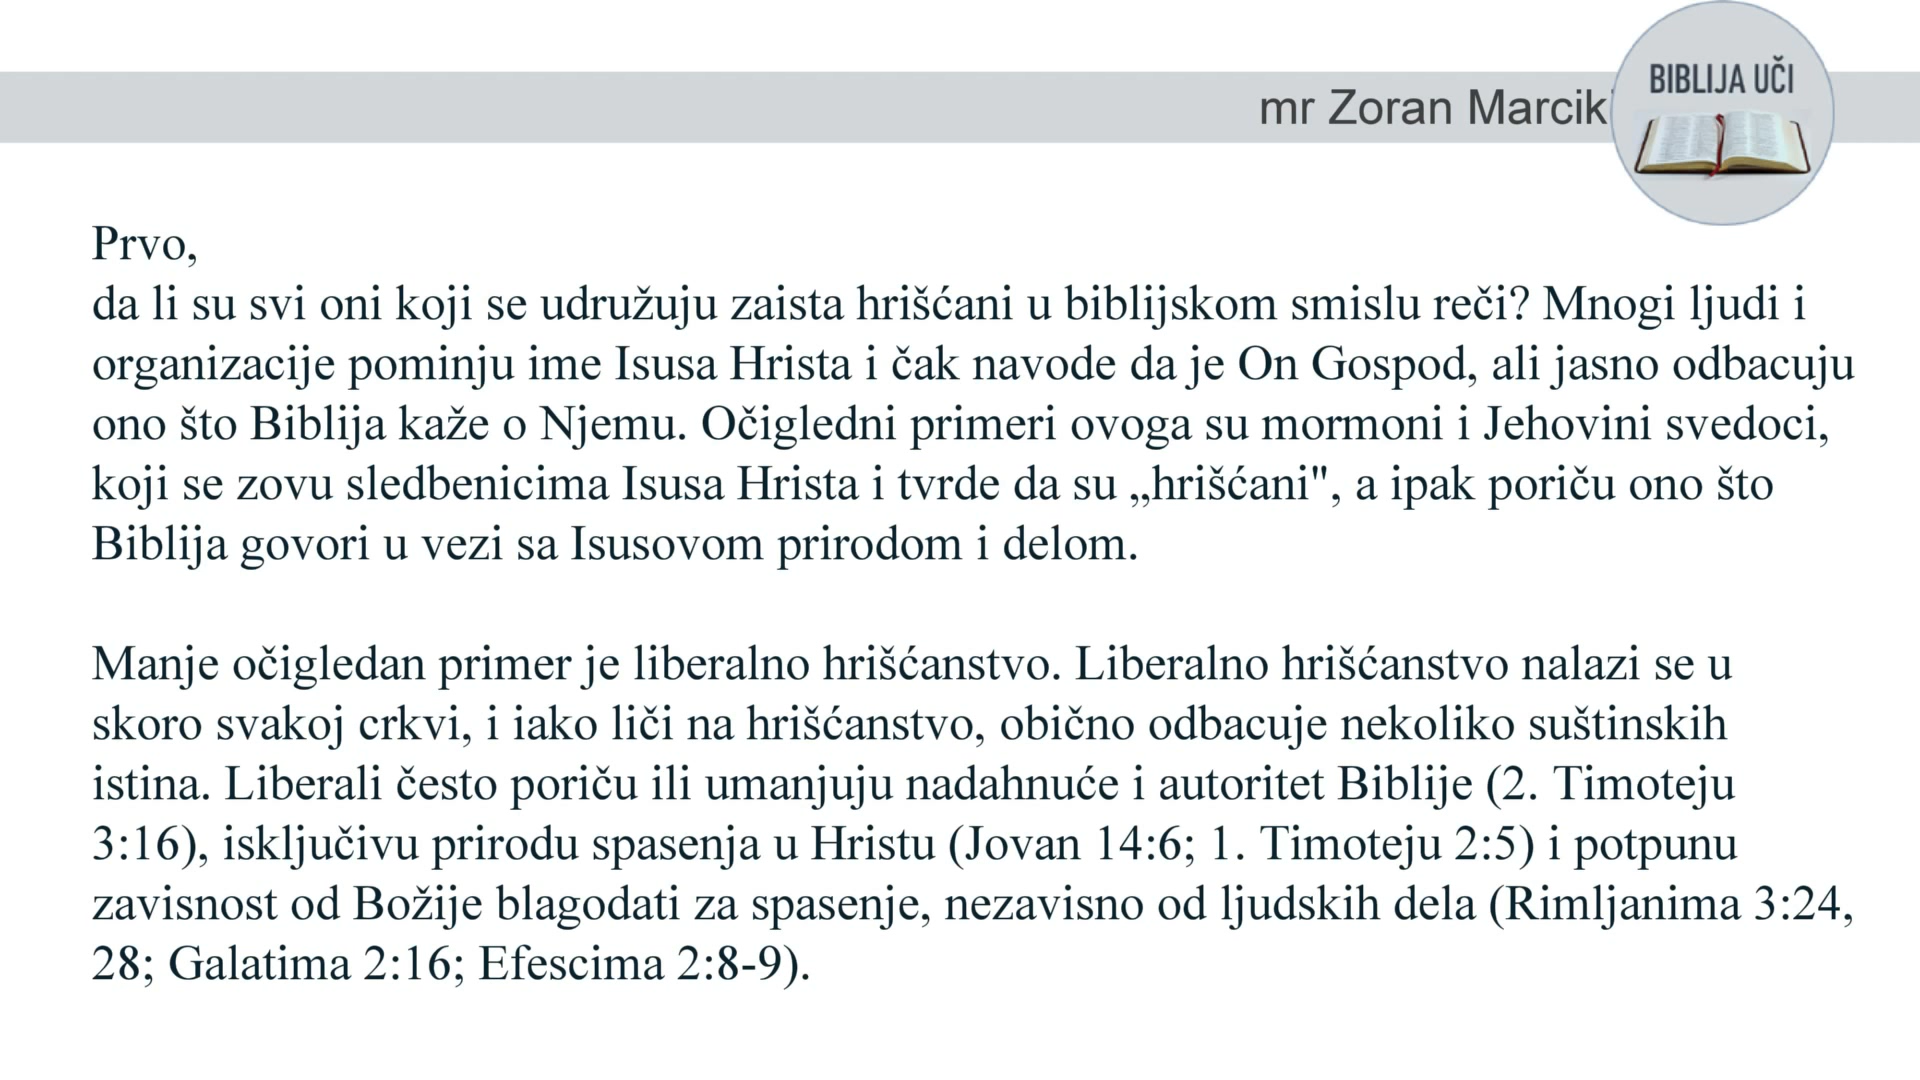 mr Zoran Marcik
BIBLIJA UČI
Prvo,
da li su svi oni koji se udružuju zaista hrišćani u biblijskom smislu reči? Mnogi ljudi i
organizacije pominju ime Isusa Hrista i čak navode da je On Gospod, ali jasno odbacuju
ono što Biblija kaže o Njemu. Očigledni primeri ovoga su mormoni i Jehovini svedoci,
koji se zovu sledbenicima Isusa Hrista i tvrde da su „hrišćani", a ipak poriču ono što
Biblija govori u vezi sa Isusovom prirodom i delom.
Manje očigledan primer je liberalno hrišćanstvo. Liberalno hrišćanstvo nalazi se u
skoro svakoj crkvi, i iako liči na hrišćanstvo, obično odbacuje nekoliko suštinskih
istina. Liberali često poriču ili umanjuju nadahnuće i autoritet Biblije (2. Timoteju
3:16), isključivu prirodu spasenja u Hristu (Jovan 14:6; 1. Timoteju 2:5) i potpunu
zavisnost od Božije blagodati za spasenje, nezavisno od ljudskih dela (Rimljanima 3:24,
28; Galatima 2:16; Efescima 2:8-9).